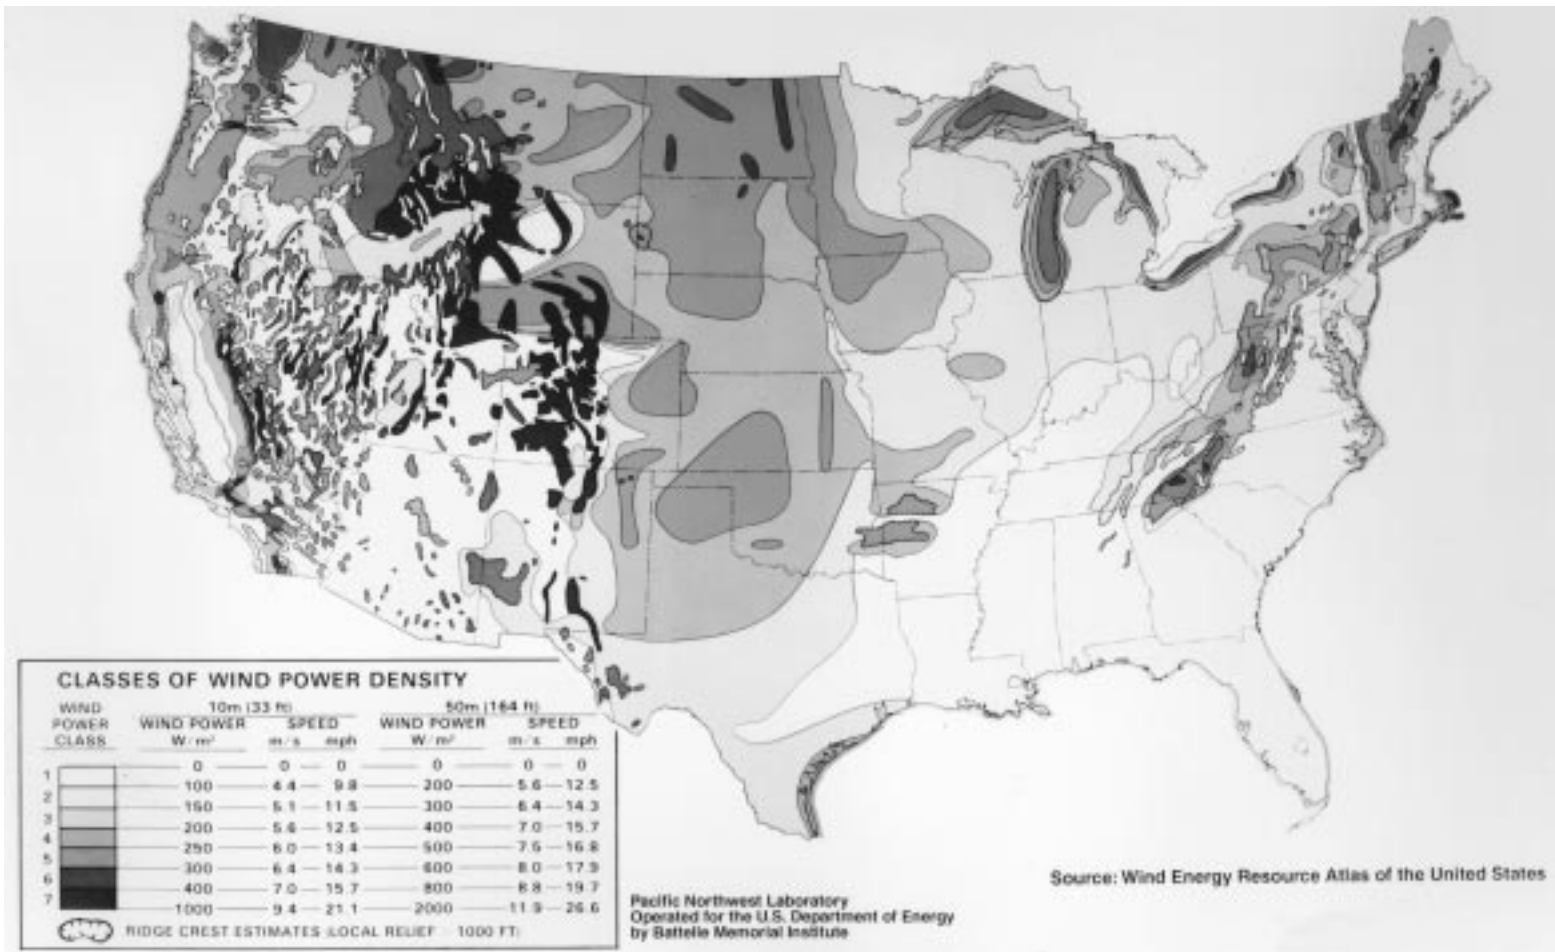 CLASSES OF WIND POWER DENSITY
WIND POWER CLASS
10m (33 ft) 50m (164 ft)
WIND POWER SPEED WIND POWER SPEED
W/m² m/s mph W/m² m/s mph
0 0 0 0 0 0
1
100 4.4 9.8 200 5.6 12.5
2
150 5.1 11.5 300 6.4 14.3
3
200 5.6 12.5 400 7.0 15.7
4
250 6.0 13.4 500 7.5 16.8
5
300 6.4 14.3 600 8.0 17.9
6
400 7.0 15.7 800 8.8 19.7
7
1000 9.4 21.1 2000 11.9 26.6
RIDGE CREST ESTIMATES (LOCAL RELIEF 1000 FT)
Pacific Northwest Laboratory
Operated for the U.S. Department of Energy
by Battelle Memorial Institute
Source: Wind Energy Resource Atlas of the United States